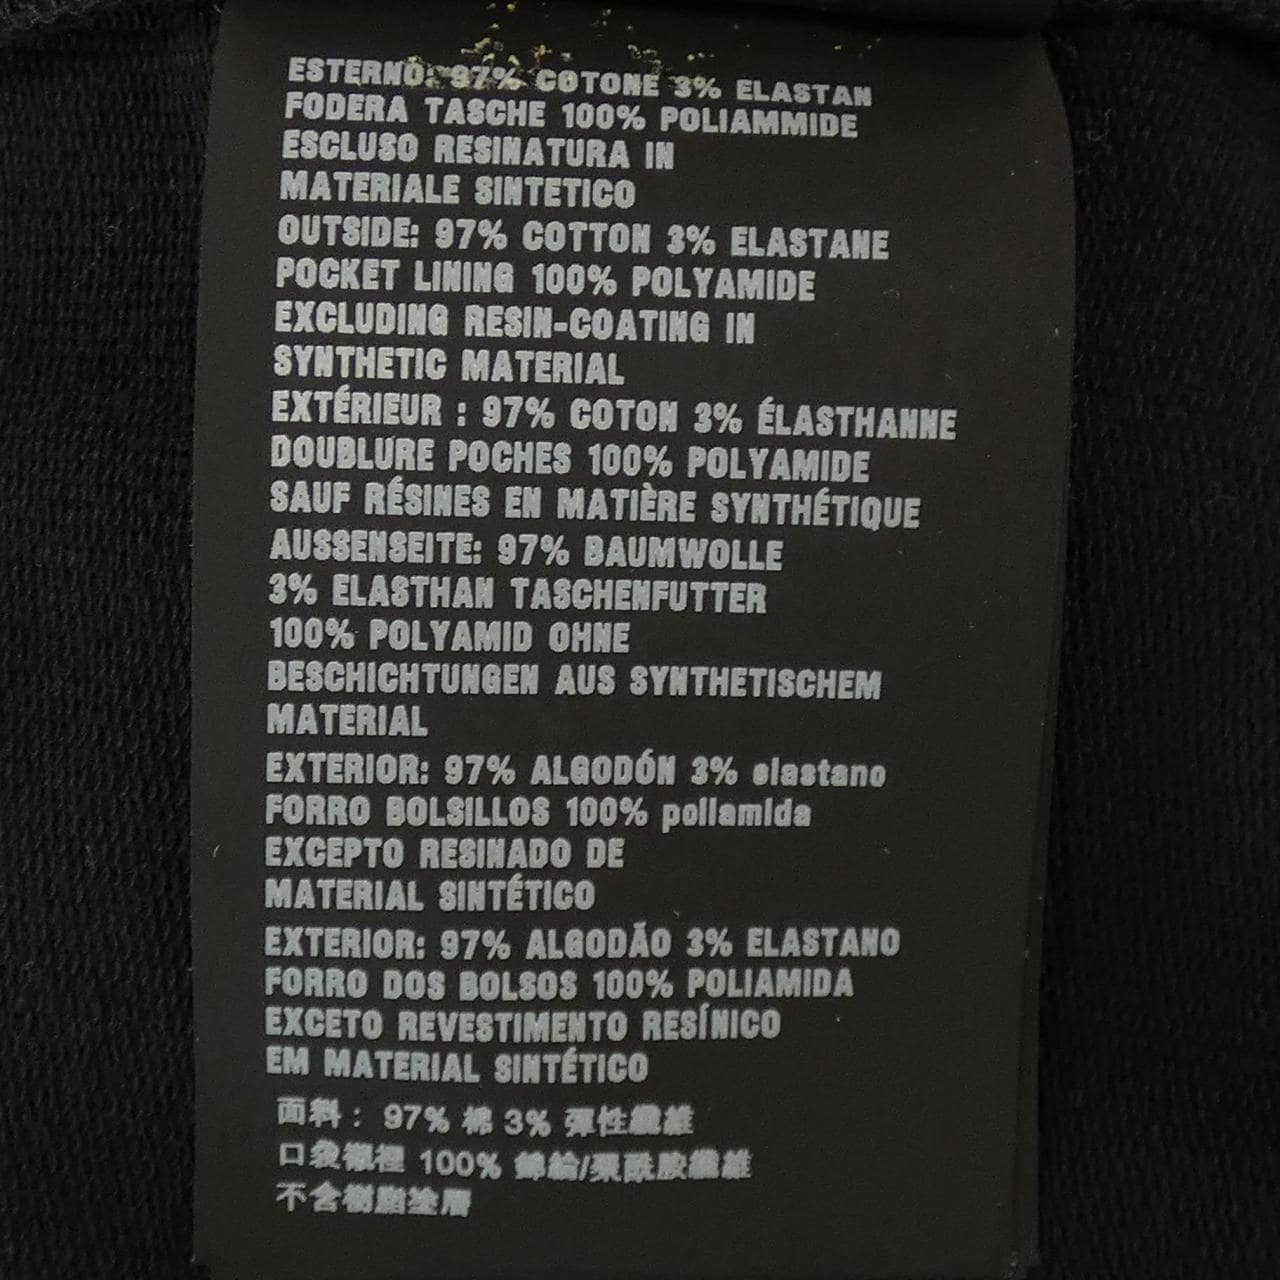 ESTERNO: 97% COTONE 3% ELASTAN
FODERA TASCHE 100% POLIAMMIDE
ESCLUSO RESINATURA IN
MATERIALE SINTETICO
OUTSIDE: 97% COTTON 3% ELASTANE
POCKET LINING 100% POLYAMIDE
EXCLUDING RESIN-COATING IN
SYNTHETIC MATERIAL
EXTÉRIEUR : 97% COTON 3% ÉLASTHANNE
DOUBLURE POCHES 100% POLYAMIDE
SAUF RÉSINES EN MATIÈRE SYNTHÉTIQUE
AUSSENSEITE: 97% BAUMWOLLE
3% ELASTHAN TASCHENFUTTER
100% POLYAMID OHNE
BESCHICHTUNGEN AUS SYNTHETISCHEM
MATERIAL
EXTERIOR: 97% ALGODÓN 3% elastano
FORRO BOLSILLOS 100% poliamida
EXCEPTO RESINADO DE
MATERIAL SINTÉTICO
EXTERIOR: 97% ALGODÃO 3% ELASTANO
FORRO DOS BOLSOS 100% POLIAMIDA
EXCETO REVESTIMENTO RESÍNICO
EM MATERIAL SINTÉTICO
面料： 97% 棉 3% 彈性纖維
口袋襯裡 100% 錦綸/聚酰胺纖維
不含樹脂塗層